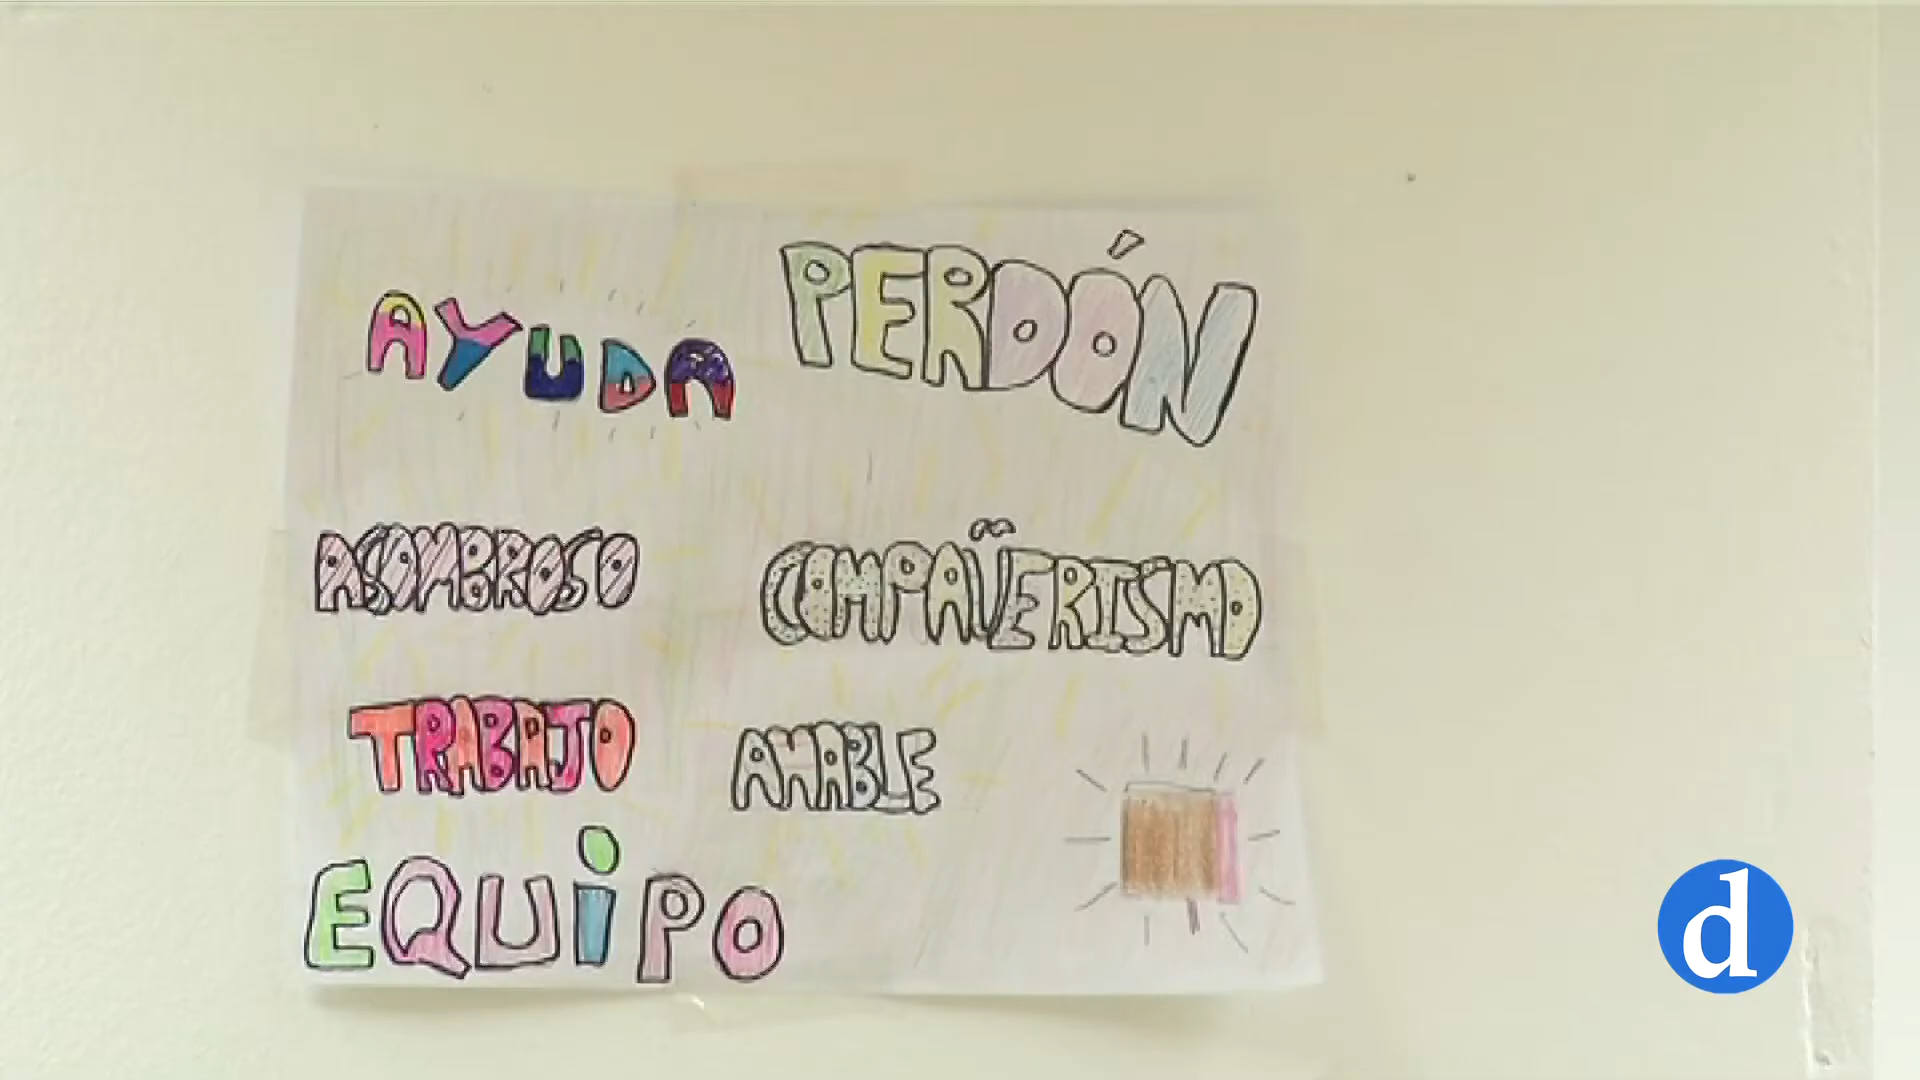 AYUDA
PERDÓN
ASOMBROSO
COMPAÑERISMO
TRABAJO
AMABLE
EQUIPO
d